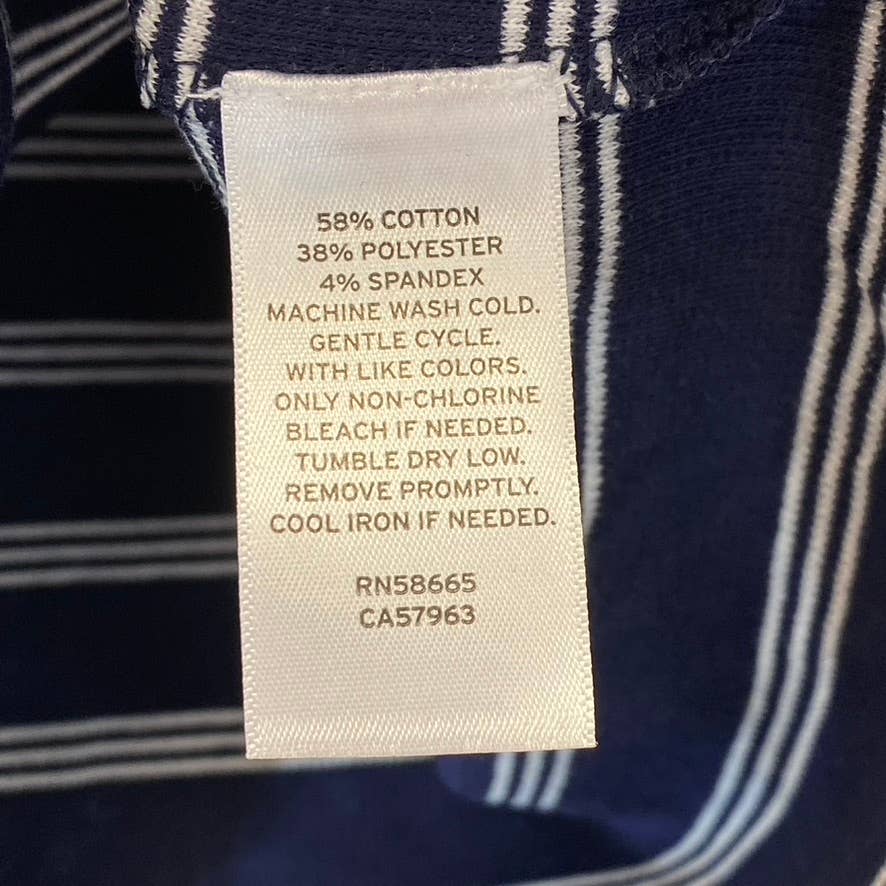 58% COTTON
38% POLYESTER
4% SPANDEX
MACHINE WASH COLD.
GENTLE CYCLE.
WITH LIKE COLORS.
ONLY NON-CHLORINE
BLEACH IF NEEDED.
TUMBLE DRY LOW.
REMOVE PROMPTLY.
COOL IRON IF NEEDED.
RN58665
CA57963